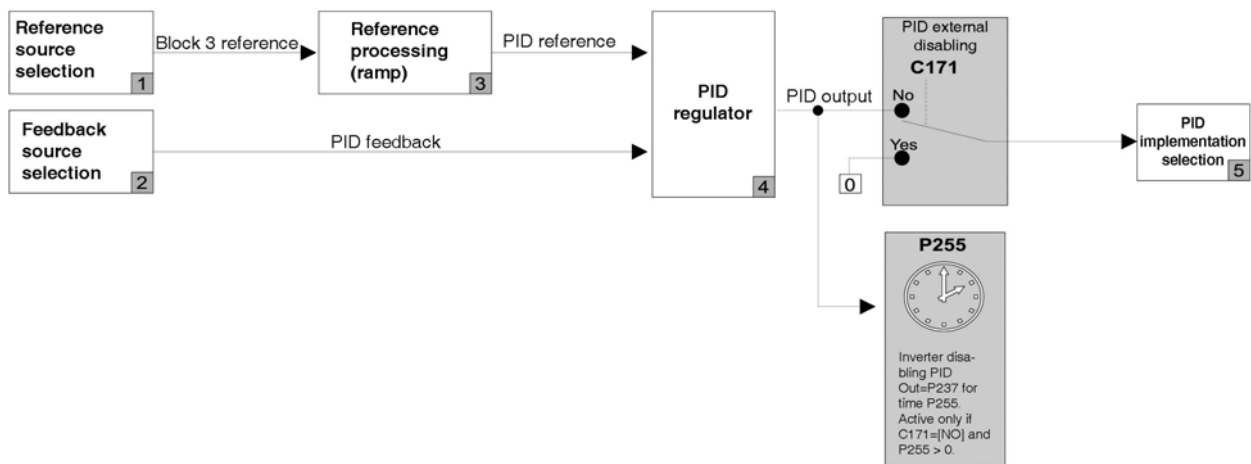 Reference
source
selection
1
Block 3 reference
Reference
processing
(ramp)
3
PID reference
Feedback
source
selection
2
PID feedback
PID
regulator
4
PID output
PID external
disabling
C171
No
Yes
0
PID
implementation
selection
5
P255
Inverter disa-
bling PID
Out=P237 for
time P255.
Active only if
C171=[NO] and
P255 > 0.